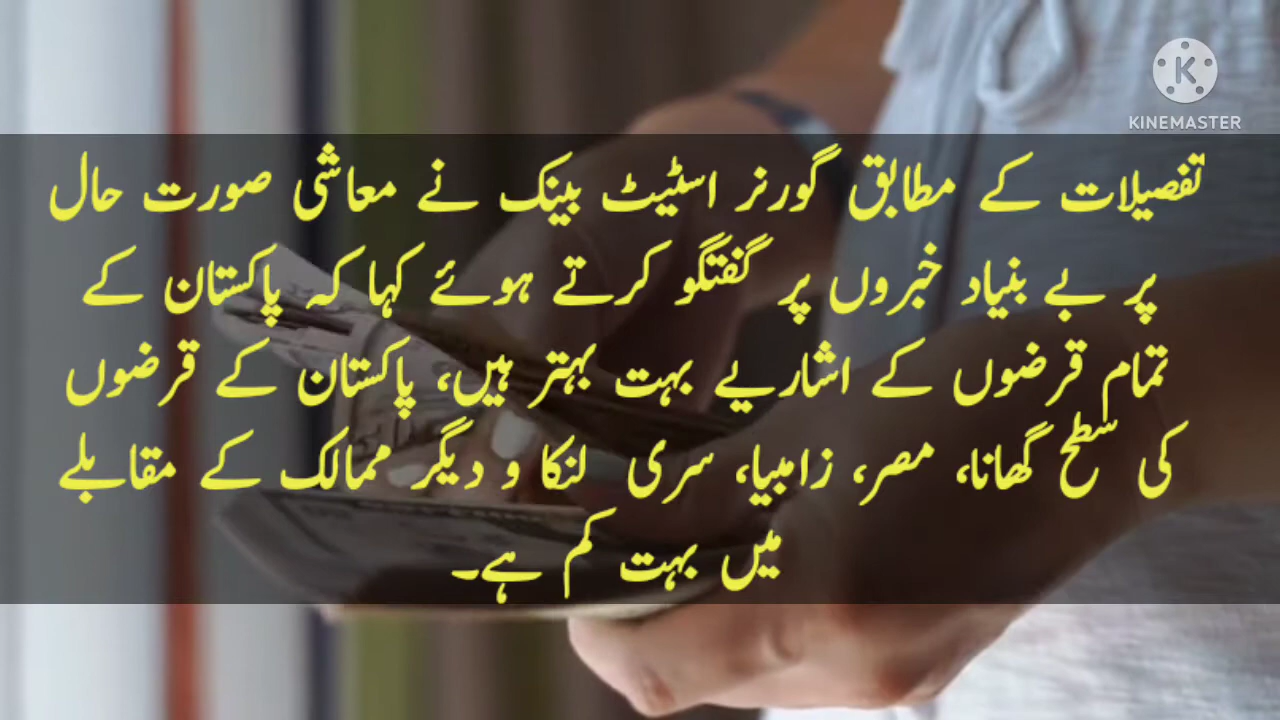 KINEMASTER
تفصیلات کے مطابق گورنر اسٹیٹ بینک نے معاشی صورت حال
پر بے بنیاد خبروں پر گفتگو کرتے ہوئے کہا کہ پاکستان کے
تمام قرضوں کے اشاریے بہت بہتر ہیں، پاکستان کے قرضوں
کی سطح گھانا، مصر، زامبیا، سری لنکا و دیگر ممالک کے مقابلے
میں بہت کم ہے۔